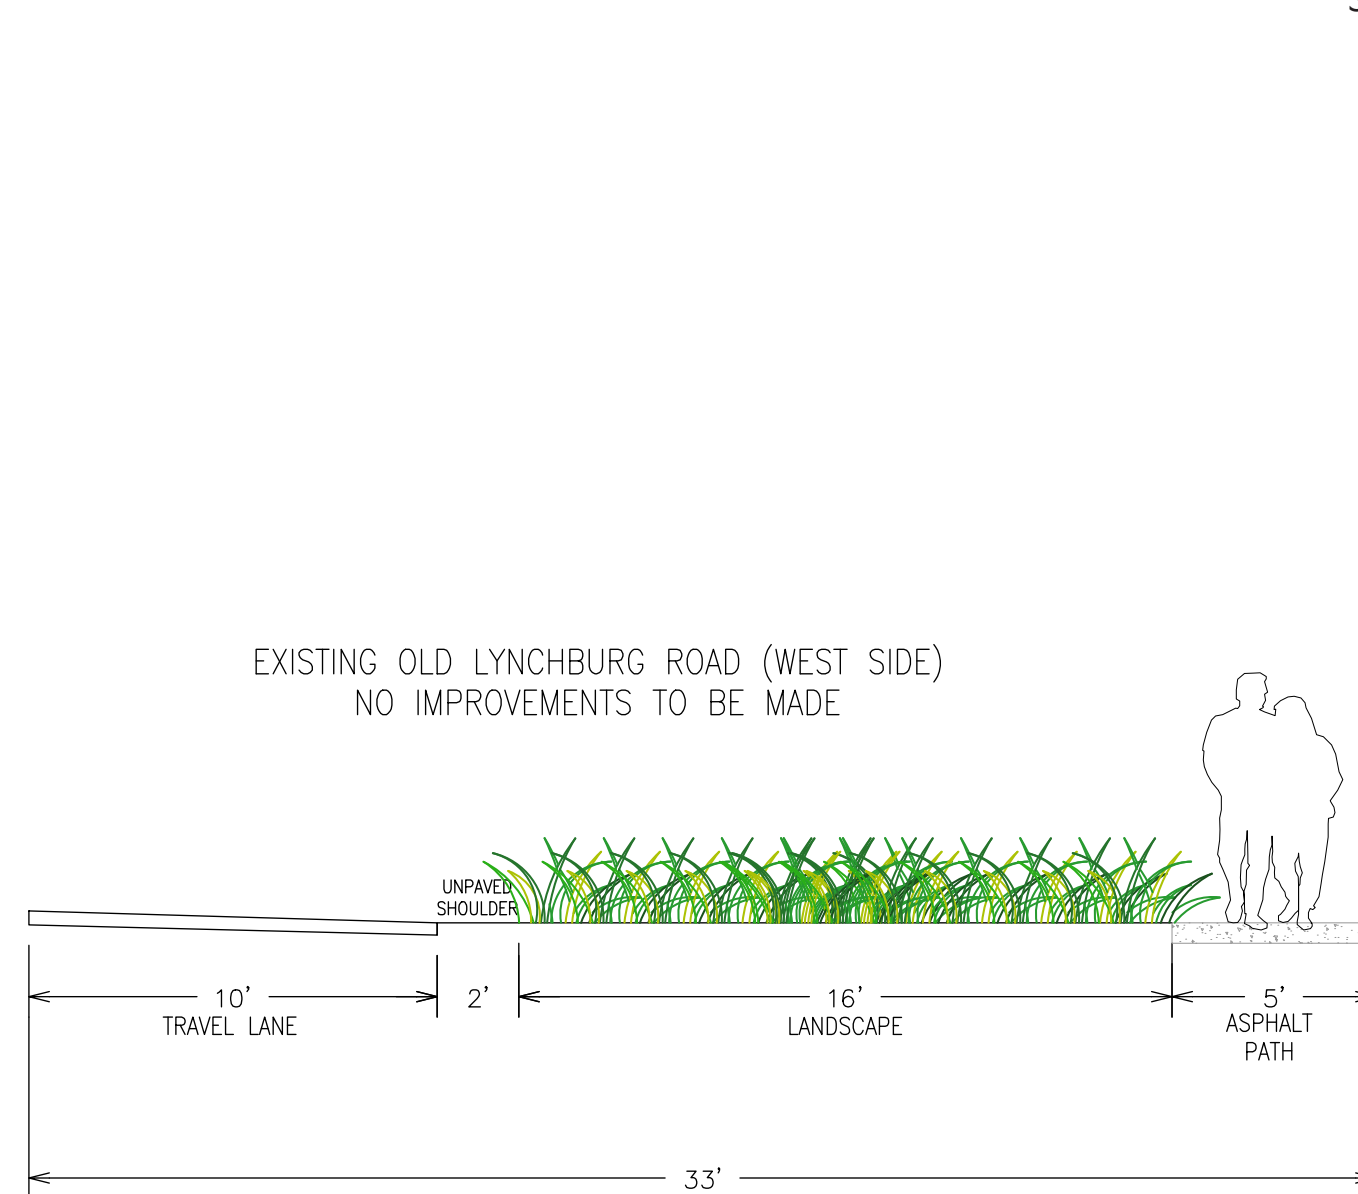 EXISTING OLD LYNCHBURG ROAD (WEST SIDE)
NO IMPROVEMENTS TO BE MADE
UNPAVED
SHOULDER
10' 2' 16' 5'
TRAVEL LANE LANDSCAPE ASPHALT
PATH
33'